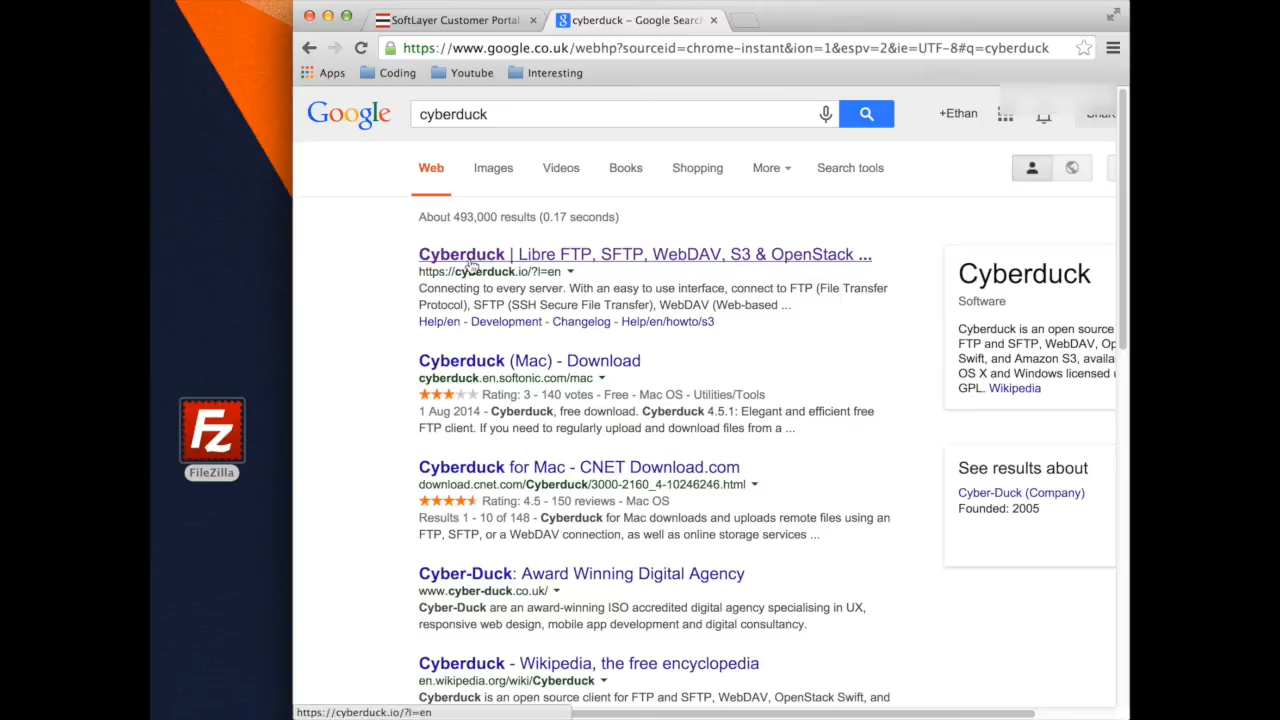 SoftLayer Customer Portal
cyberduck – Google Search
https://www.google.co.uk/webhp?sourceid=chrome-instant&ion=1&espv=2&ie=UTF-8#q=cyberduck
Apps Coding Youtube Interesting
Google cyberduck +Ethan
Web Images Videos Books Shopping More Search tools
About 493,000 results (0.17 seconds)
Cyberduck | Libre FTP, SFTP, WebDAV, S3 & OpenStack ...
https://cyberduck.io/?l=en
Connecting to every server. With an easy to use interface, connect to FTP (File Transfer
Protocol), SFTP (SSH Secure File Transfer), WebDAV (Web-based ...
Help/en - Development - Changelog - Help/en/howto/s3
Cyberduck (Mac) - Download
cyberduck.en.softonic.com/mac
Rating: 3 - 140 votes - Free - Mac OS - Utilities/Tools
1 Aug 2014 - Cyberduck, free download. Cyberduck 4.5.1: Elegant and efficient free
FTP client. If you need to regularly upload and download files from a ...
Cyberduck for Mac - CNET Download.com
download.cnet.com/Cyberduck/3000-2160_4-10246246.html
Rating: 4.5 - 150 reviews - Mac OS
Results 1 - 10 of 148 - Cyberduck for Mac downloads and uploads remote files using an
FTP, SFTP, or a WebDAV connection, as well as online storage services ...
Cyber-Duck: Award Winning Digital Agency
www.cyber-duck.co.uk/
Cyber-Duck are an award-winning ISO accredited digital agency specialising in UX,
responsive web design, mobile app development and digital consultancy.
Cyberduck - Wikipedia, the free encyclopedia
en.wikipedia.org/wiki/Cyberduck
Cyberduck is an open source client for FTP and SFTP, WebDAV, OpenStack Swift, and
Cyberduck
Software
Cyberduck is an open source
FTP and SFTP, WebDAV, Op
Swift, and Amazon S3, availa
OS X and Windows licensed
GPL. Wikipedia
See results about
Cyber-Duck (Company)
Founded: 2005
Fz
FileZilla
https://cyberduck.io/?l=en